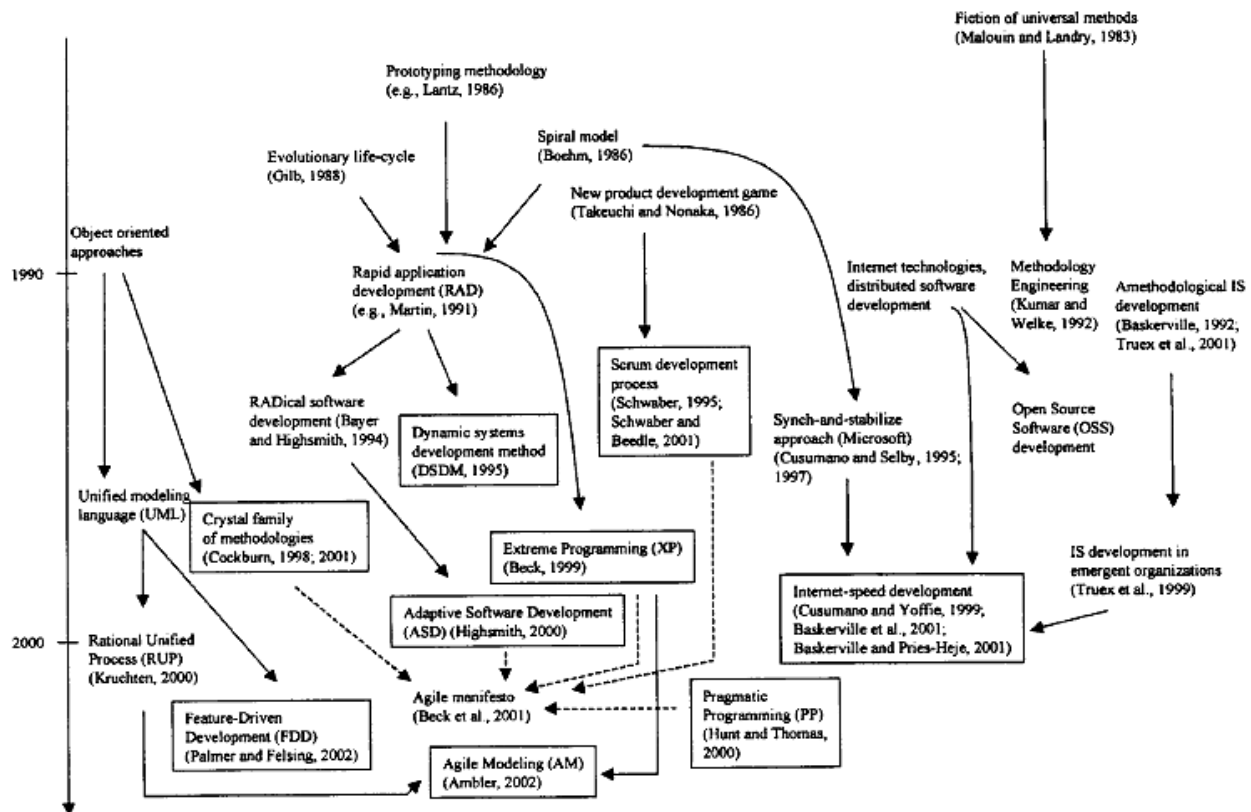 Fiction of universal methods
(Malouin and Landry, 1983)
Prototyping methodology
(e.g., Lantz, 1986)
Spiral model
(Boehm, 1986)
Evolutionary life-cycle
(Gilb, 1988)
New product development game
(Takeuchi and Nonaka, 1986)
Object oriented
approaches
1990
Rapid application
development (RAD)
(e.g., Martin, 1991)
Internet technologies,
distributed software
development
Methodology
Engineering
(Kumar and
Welke, 1992)
Amethodological IS
development
(Baskerville, 1992;
Truex et al., 2001)
Scrum development
process
(Schwaber, 1995;
Schwaber and
Beedle, 2001)
RADical software
development (Bayer
and Highsmith, 1994)
Dynamic systems
development method
(DSDM, 1995)
Synch-and-stabilize
approach (Microsoft)
(Cusumano and Selby, 1995;
1997)
Open Source
Software (OSS)
development
Unified modeling
language (UML)
Crystal family
of methodologies
(Cockburn, 1998; 2001)
Extreme Programming (XP)
(Beck, 1999)
IS development in
emergent organizations
(Truex et al., 1999)
Internet-speed development
(Cusumano and Yoffie, 1999;
Baskerville et al., 2001;
Baskerville and Pries-Heje, 2001)
Adaptive Software Development
(ASD) (Highsmith, 2000)
2000
Rational Unified
Process (RUP)
(Kruchten, 2000)
Agile manifesto
(Beck et al., 2001)
Pragmatic
Programming (PP)
(Hunt and Thomas,
2000)
Feature-Driven
Development (FDD)
(Palmer and Felsing, 2002)
Agile Modeling (AM)
(Ambler, 2002)